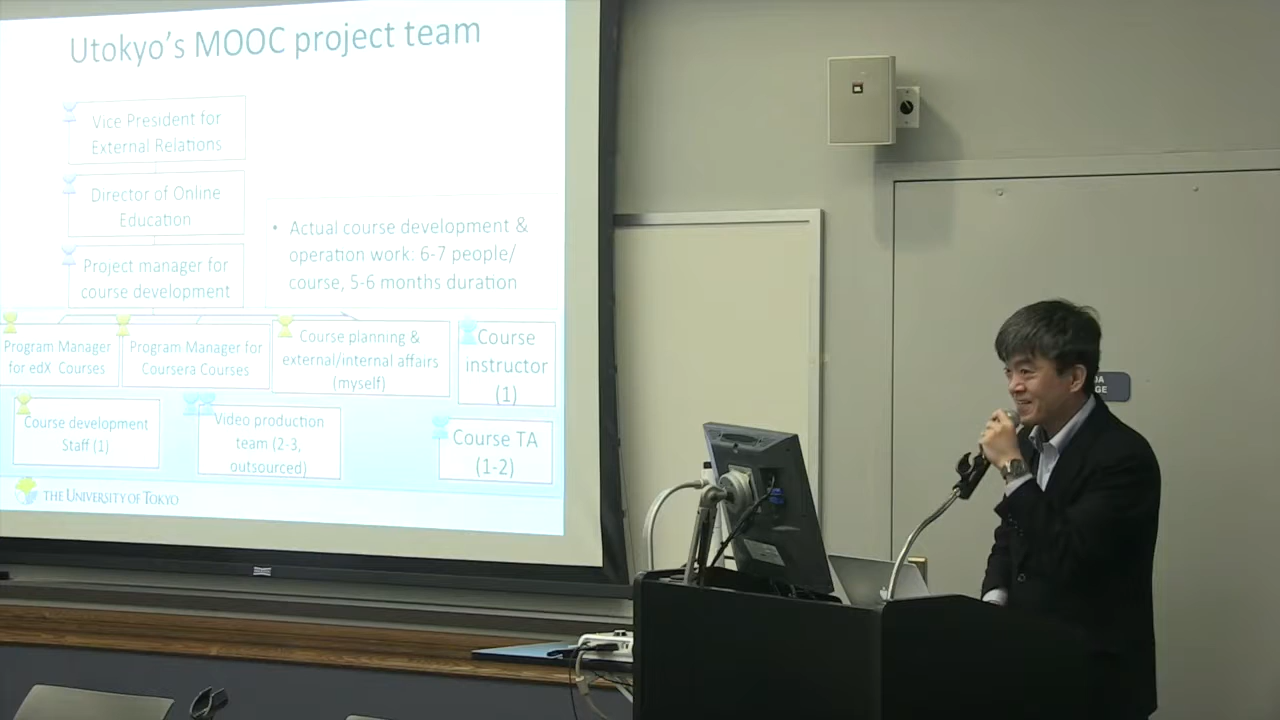 Utokyo's MOOC project team
Vice President for
External Relations
Director of Online
Education
Project manager for
course development
• Actual course development &
operation work: 6-7 people/
course, 5-6 months duration
Program Manager
for edX Courses
Program Manager for
Coursera Courses
Course planning &
external/internal affairs
(myself)
Course
instructor
(1)
Course development
Staff (1)
Video production
team (2-3,
outsourced)
Course TA
(1-2)
THE UNIVERSITY OF TOKYO